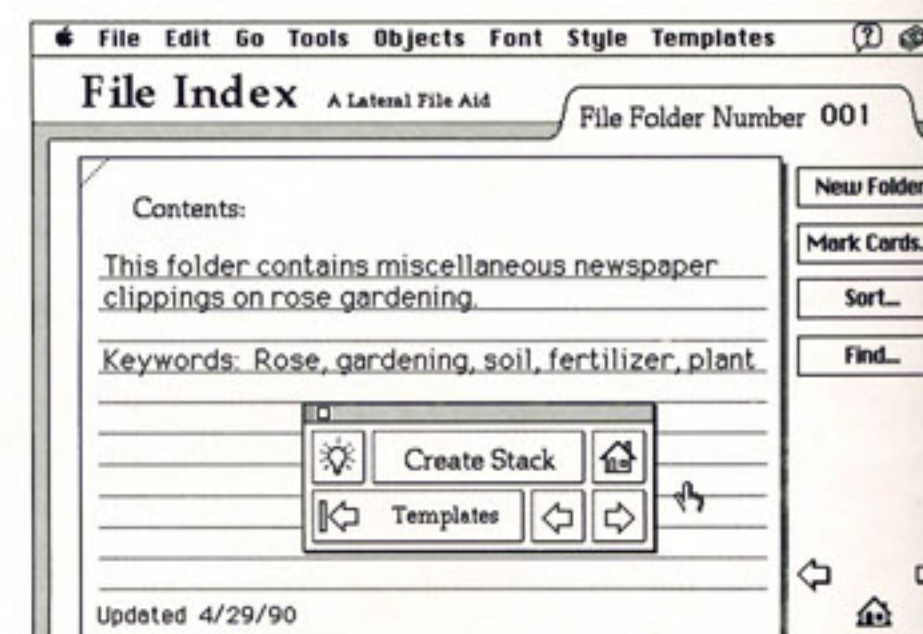 File Edit Go Tools Objects Font Style Templates
File Index A Lateral File Aid
File Folder Number 001
New Folder
Mark Cards...
Sort...
Find...
Contents:
This folder contains miscellaneous newspaper
clippings on rose gardening.
Keywords: Rose, gardening, soil, fertilizer, plant
Create Stack
Templates
Updated 4/29/90